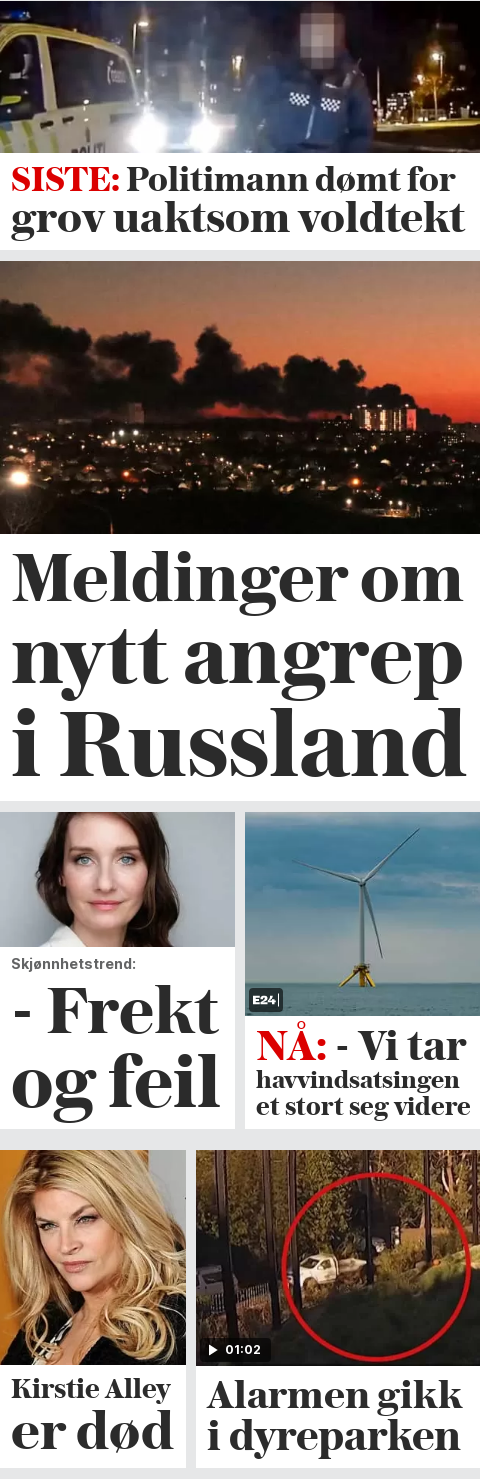 POLITI
SISTE: Politimann dømt for
grov uaktsom voldtekt
Meldinger om
nytt angrep
i Russland
Skjønnhetstrend:
- Frekt
og feil
E24
NÅ: - Vi tar
havvindsatsingen
et stort seg videre
Kirstie Alley
er død
01:02
Alarmen gikk
i dyreparken